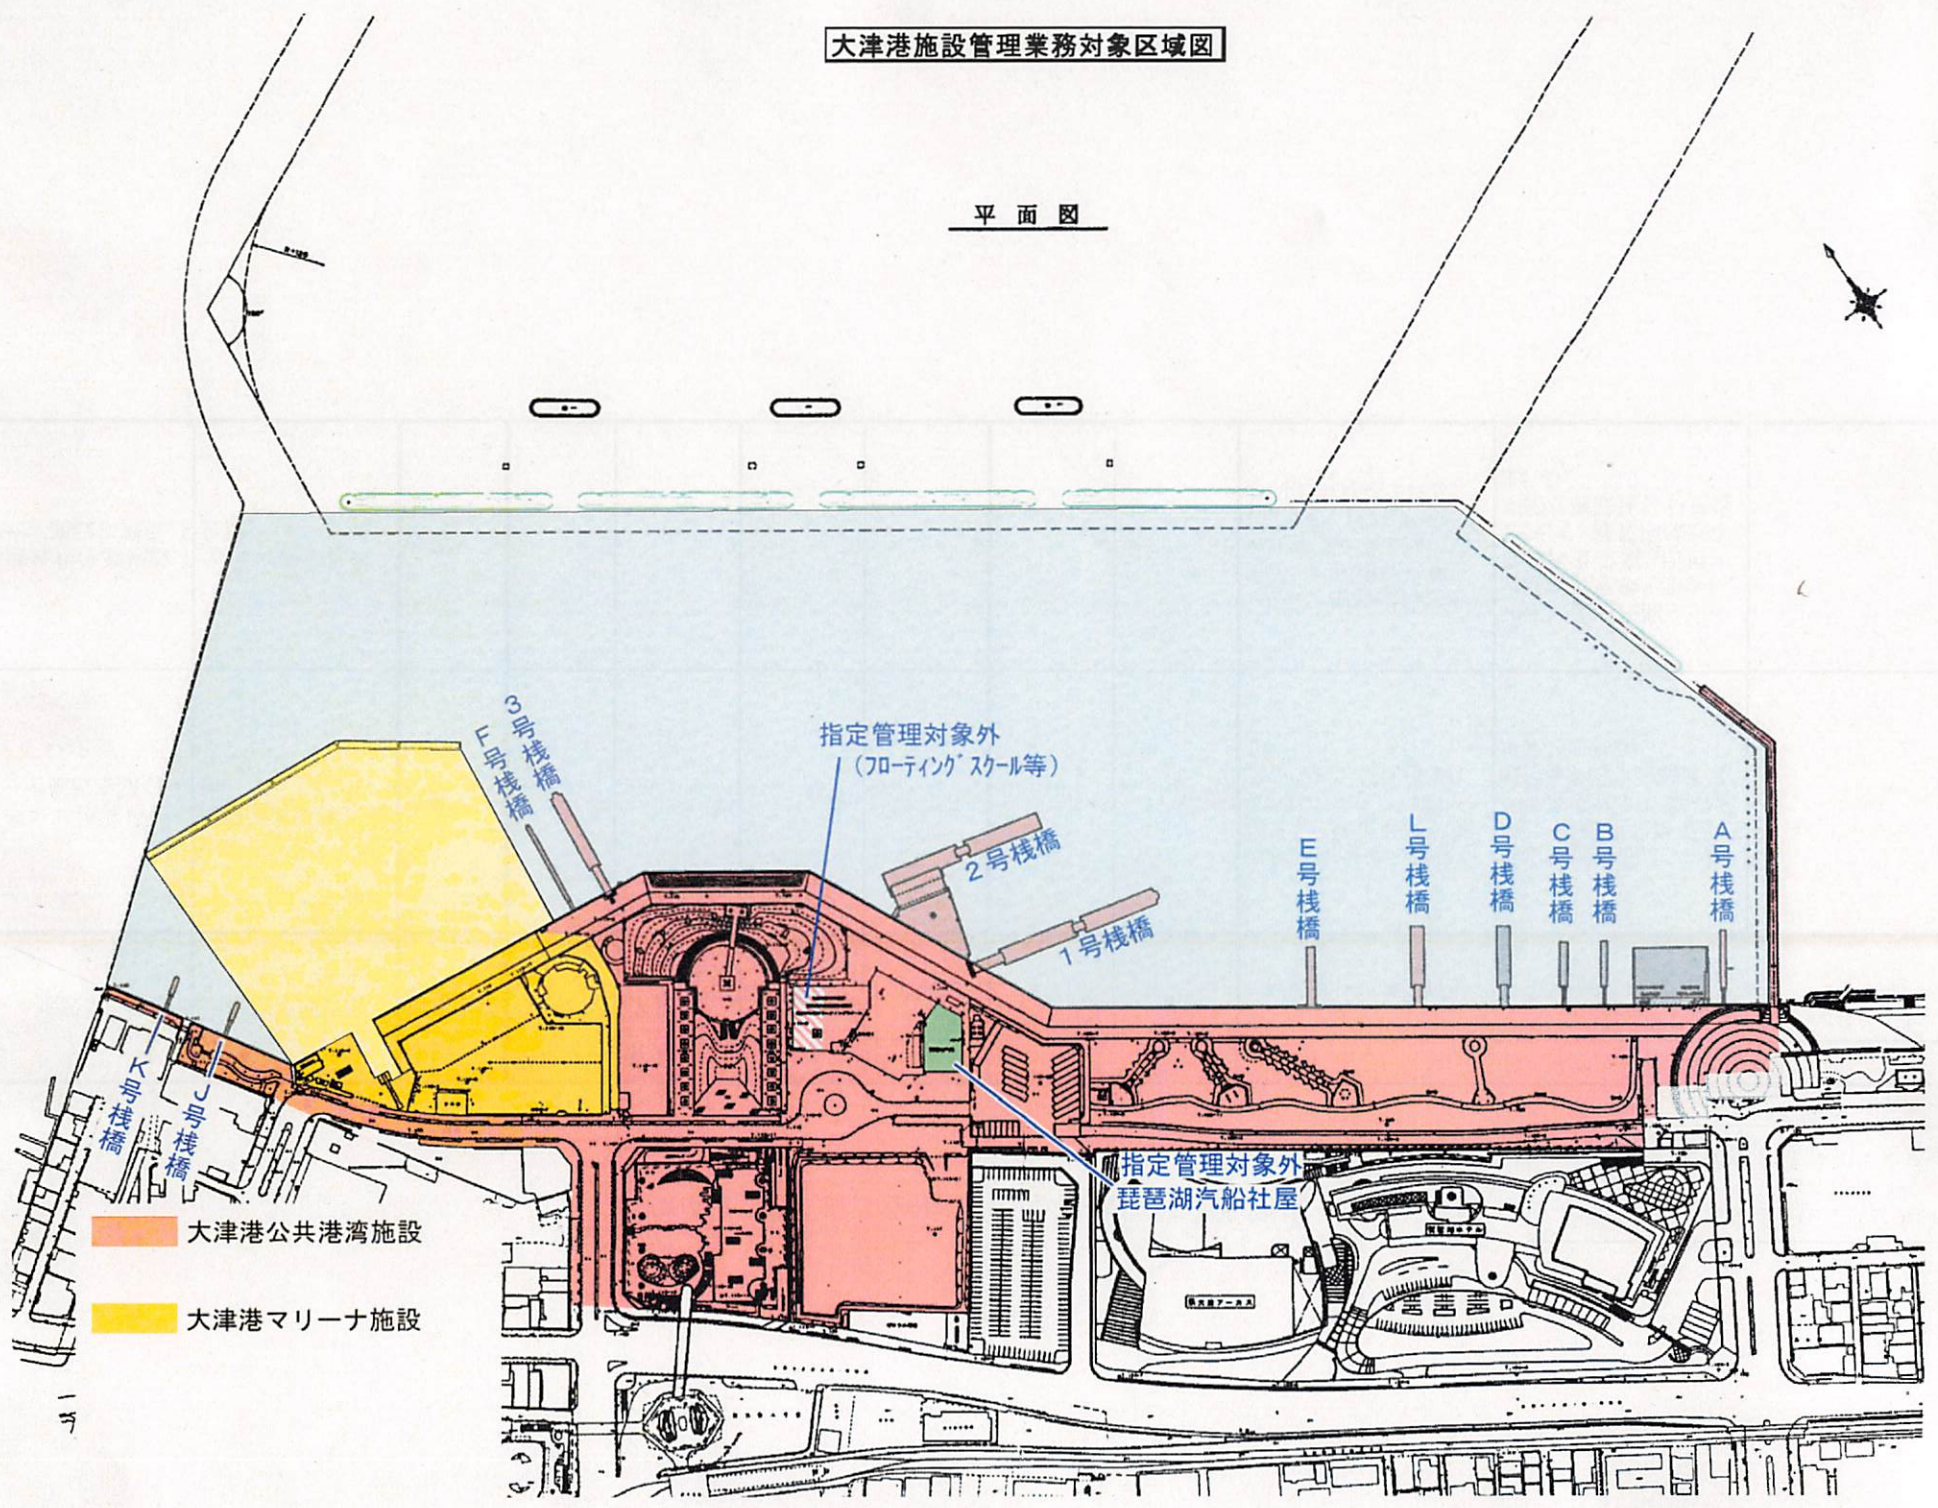 大津港施設管理業務対象区域図
平面図
3号桟橋
F号桟橋
指定管理対象外
(フローティングスクール等)
2号桟橋
1号桟橋
E号桟橋
L号桟橋
D号桟橋
C号桟橋
B号桟橋
A号桟橋
K号桟橋
J号桟橋
指定管理対象外
琵琶湖汽船社屋
大津港公共港湾施設
大津港マリーナ施設